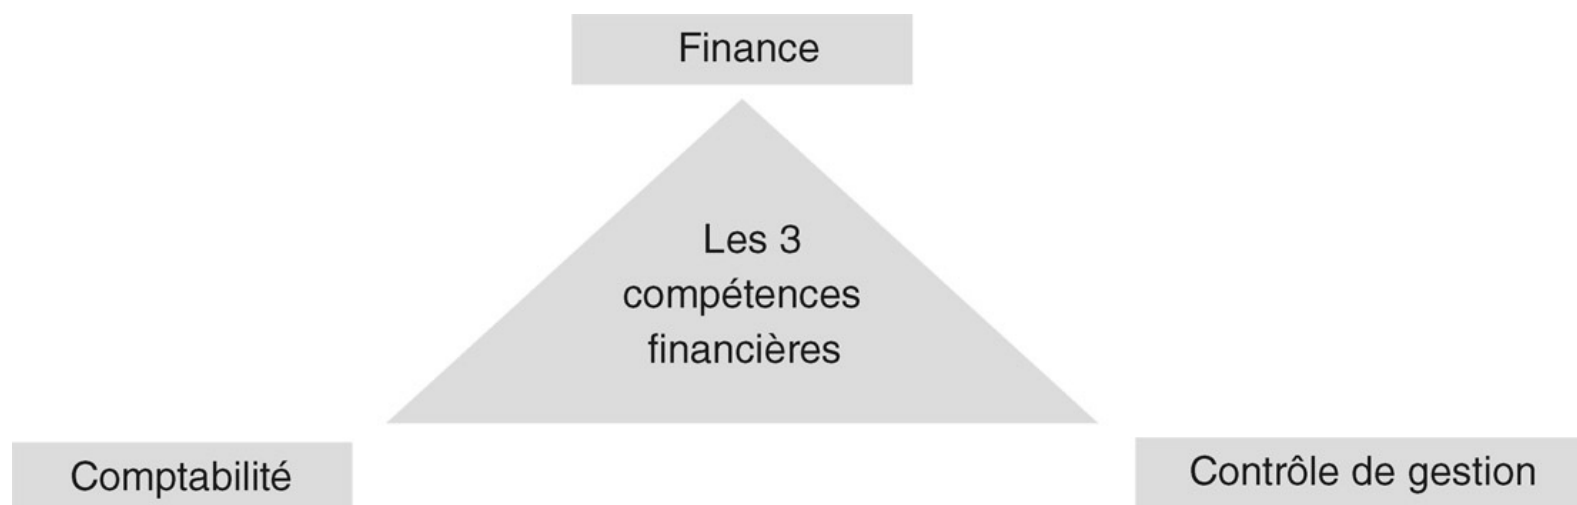 Finance
Les 3
compétences
financières
Comptabilité
Contrôle de gestion